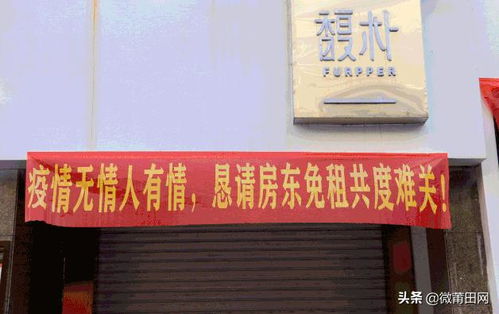 馥朴
FURPPER
疫情无情人有情，恳请房东免租共度难关！
头条 @微莆田网